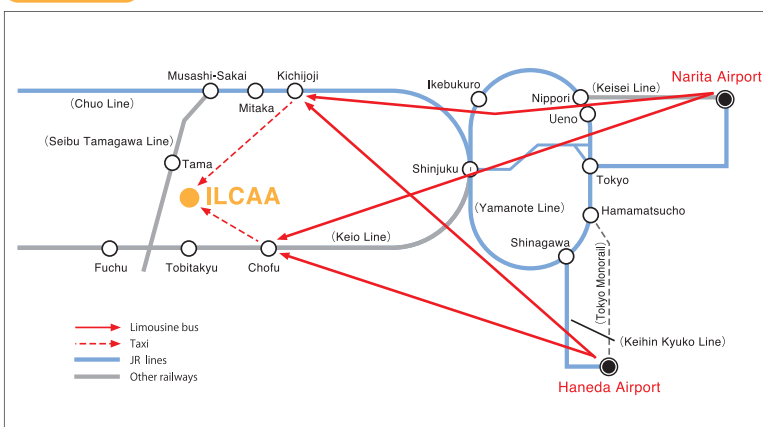 Musashi-Sakai
Kichijoji
Ikebukuro
Nippori
(Keisei Line)
Narita Airport
(Chuo Line)
Mitaka
Ueno
(Seibu Tamagawa Line)
Tama
Shinjuku
Tokyo
ILCAA
(Yamanote Line)
Hamamatsucho
(Keio Line)
Shinagawa
Fuchu
Tobitakyu
Chofu
(Tokyo Monorail)
Limousine bus
Taxi
(Keihin Kyuko Line)
JR lines
Other railways
Haneda Airport